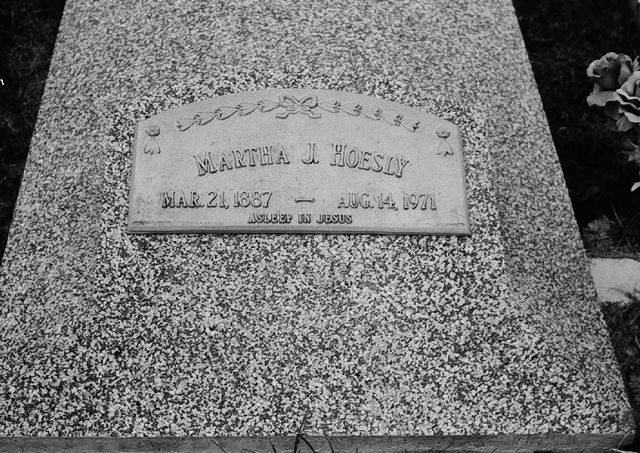 MARTHA J. HOESLY
MAR. 21, 1887 — AUG. 14, 1971
ASLEEP IN JESUS